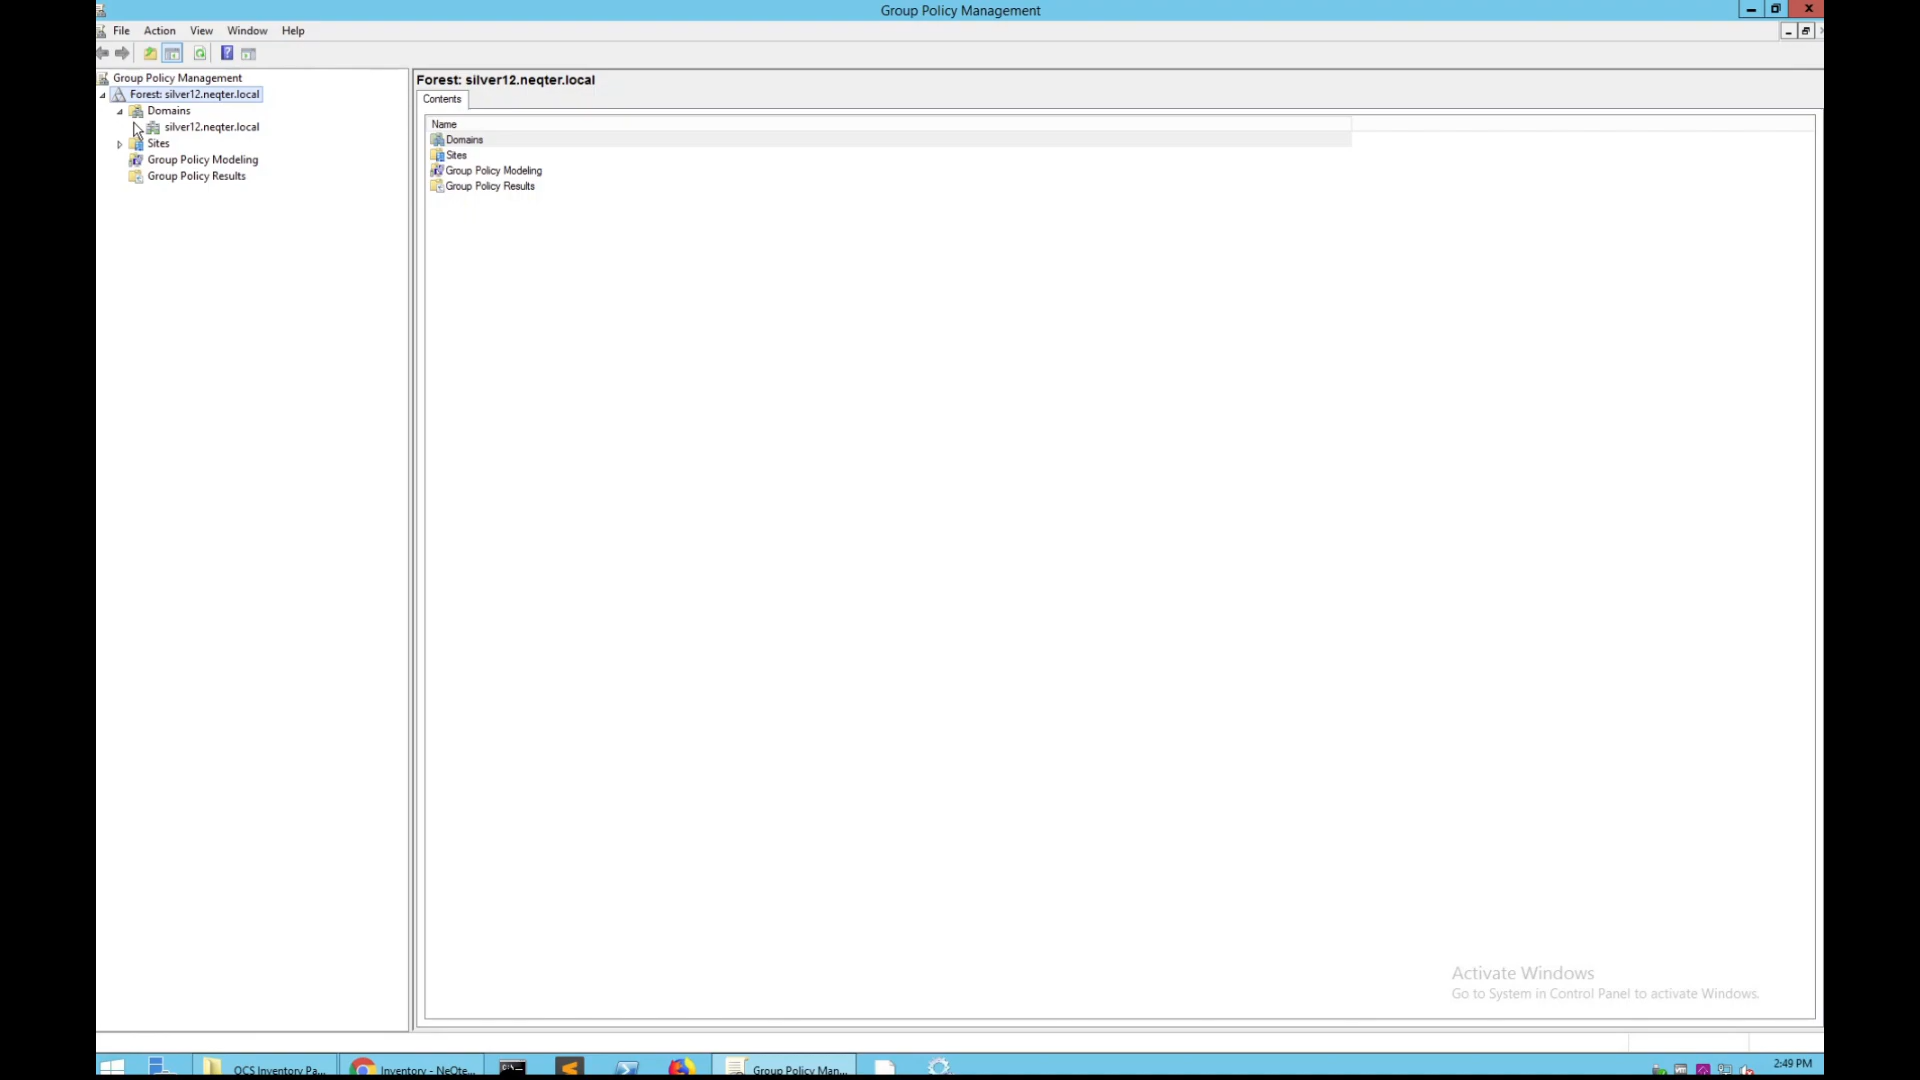 Group Policy Management
File Action View Window Help
Group Policy Management
Forest: silver12.neqter.local
Domains
silver12.neqter.local
Sites
Group Policy Modeling
Group Policy Results
Forest: silver12.neqter.local
Contents
Name
Domains
Sites
Group Policy Modeling
Group Policy Results
Activate Windows
Go to System in Control Panel to activate Windows.
OCS Inventory Pa...
Inventory - NeQte...
Group Policy Man...
2:49 PM